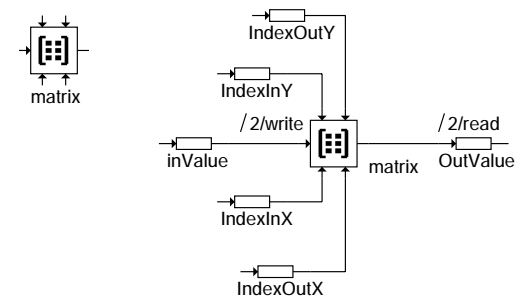 IndexOutY
matrix
IndexInY
/2/write
/2/read
inValue
matrix
OutValue
IndexInX
IndexOutX